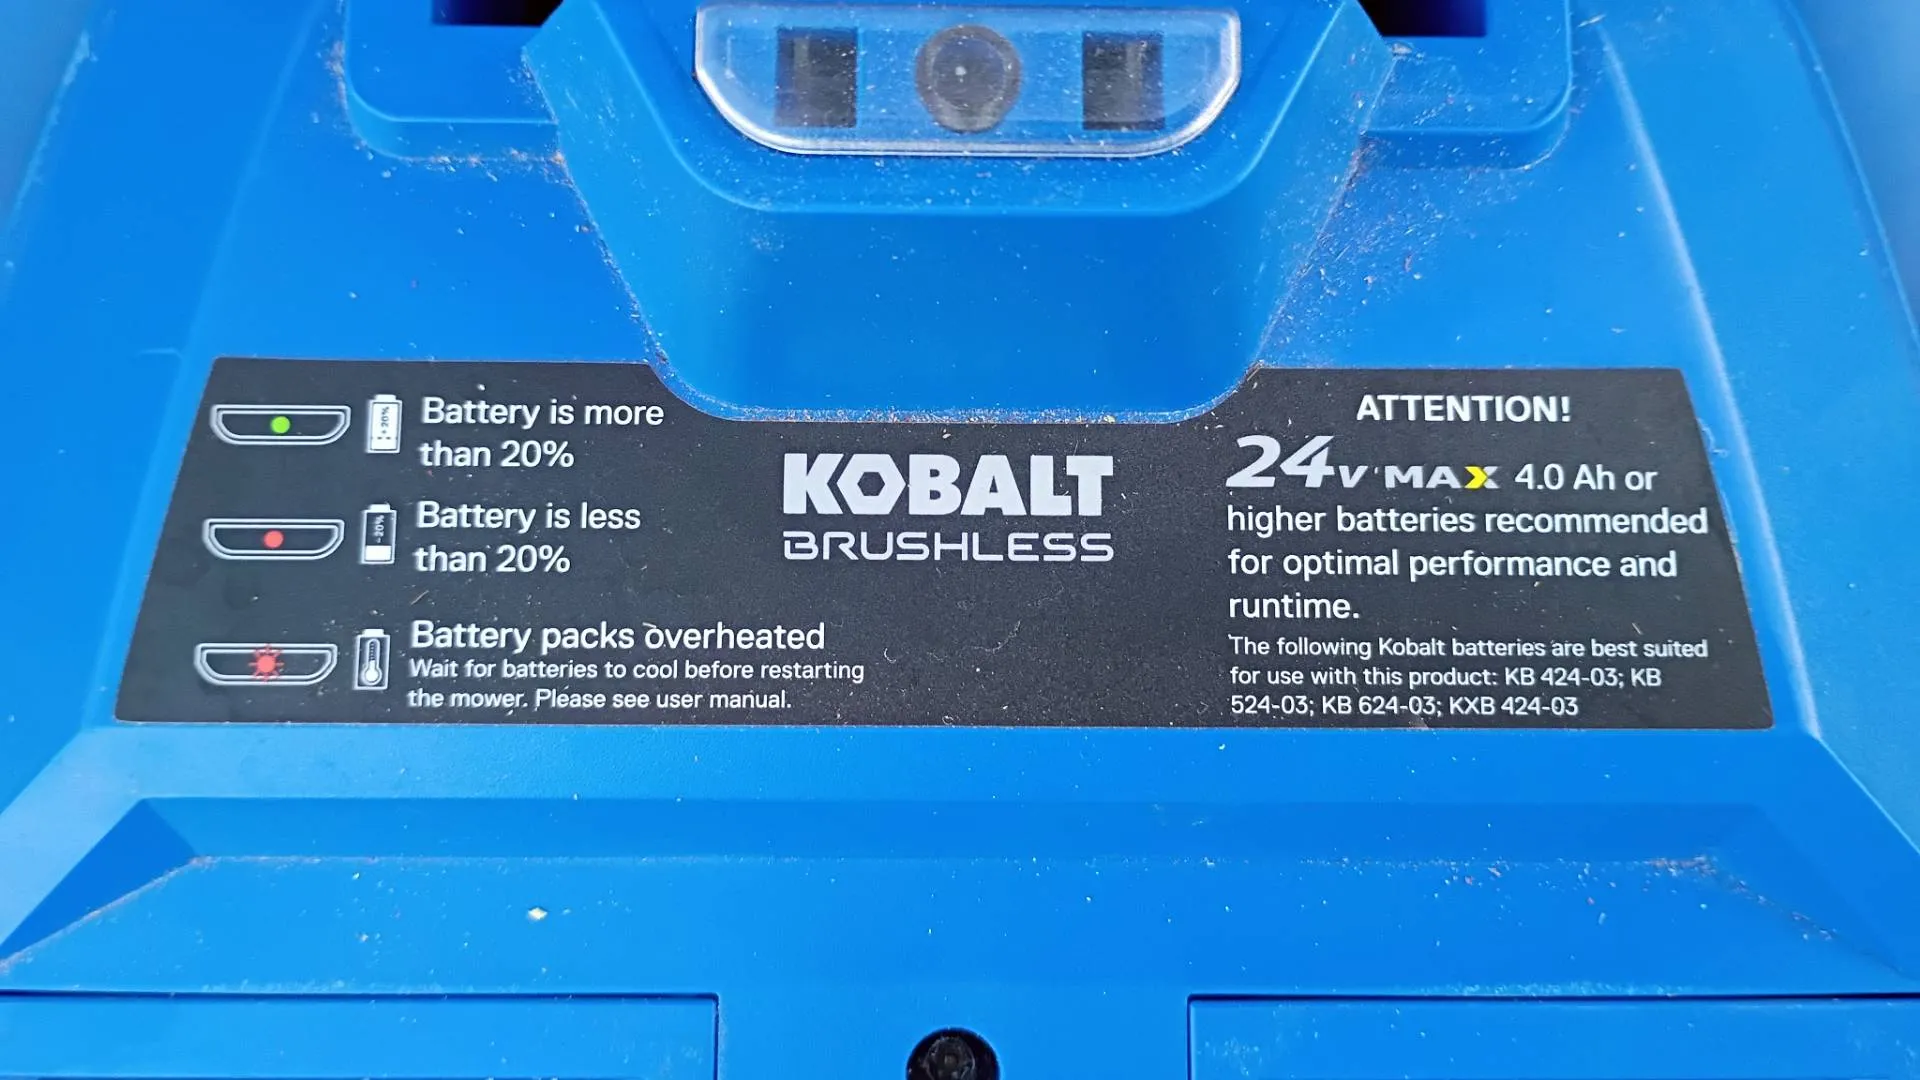 Battery is more
than 20%
Battery is less
than 20%
Battery packs overheated
Wait for batteries to cool before restarting
the mower. Please see user manual.
KOBALT
BRUSHLESS
ATTENTION!
24V MAX 4.0 Ah or
higher batteries recommended
for optimal performance and
runtime.
The following Kobalt batteries are best suited
for use with this product: KB 424-03; KB
524-03; KB 624-03; KXB 424-03